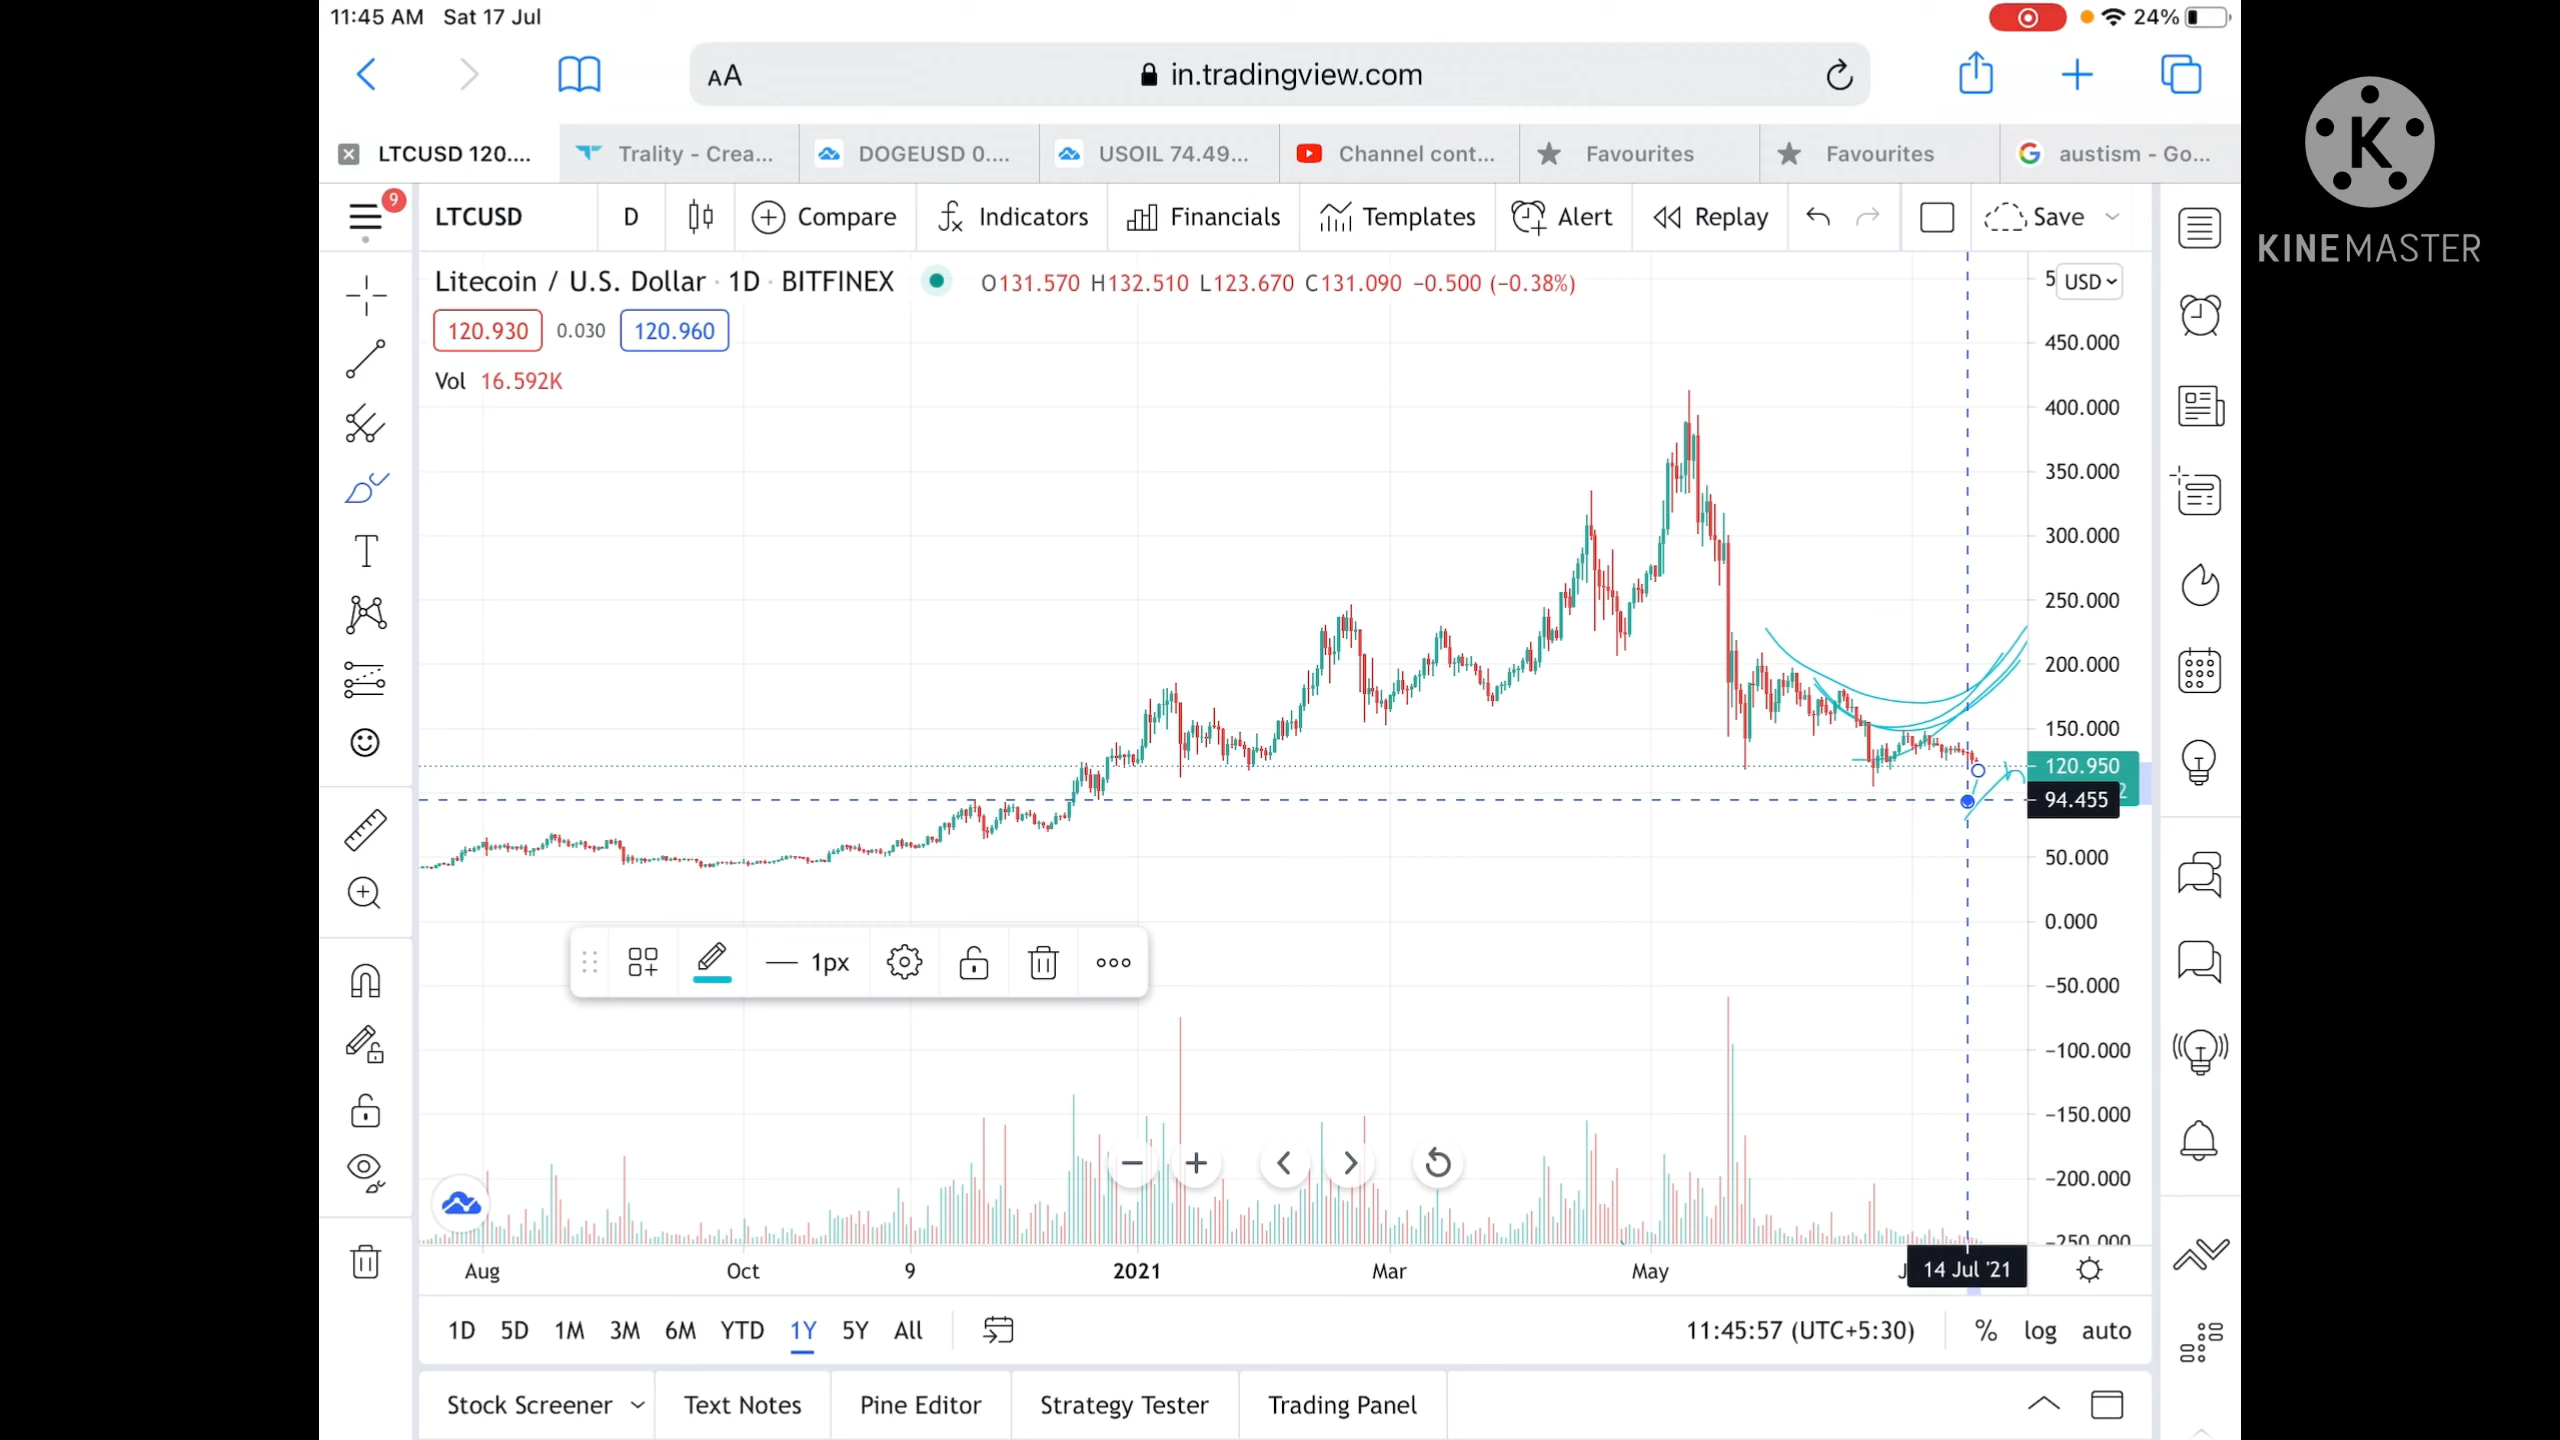 11:45 AM Sat 17 Jul
24%
AA in.tradingview.com
LTCUSD 120....
Trality - Crea...
DOGEUSD 0....
USOIL 74.49...
Channel cont...
Favourites
Favourites
austism - Go...
K
KINEMASTER
9
LTCUSD D Compare Indicators Financials Templates Alert Replay Save
Litecoin / U.S. Dollar · 1D · BITFINEX O131.570 H132.510 L123.670 C131.090 −0.500 (−0.38%)
USD
120.930 0.030 120.960
Vol 16.592K
450.000
400.000
350.000
300.000
250.000
200.000
150.000
120.950
94.455
50.000
0.000
−50.000
−100.000
−150.000
−200.000
−250.000
1px
Aug Oct 9 2021 Mar May 14 Jul '21
1D 5D 1M 3M 6M YTD 1Y 5Y All
11:45:57 (UTC+5:30) % log auto
Stock Screener Text Notes Pine Editor Strategy Tester Trading Panel